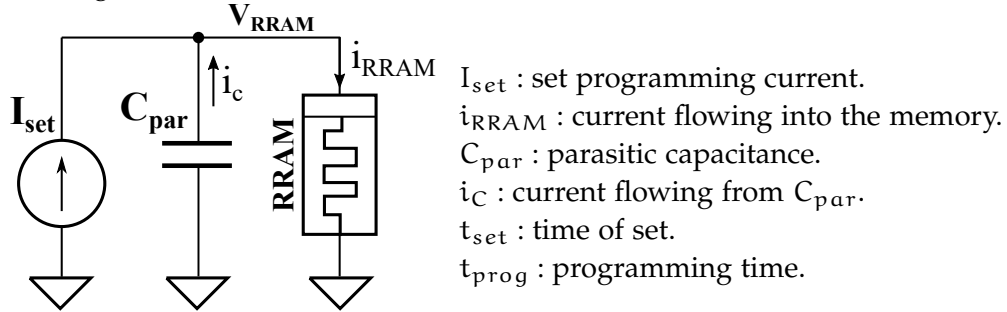 V_RRAM
i_RRAM
i_c
C_par
I_set
RRAM
I_set : set programming current.
i_RRAM : current flowing into the memory.
C_par : parasitic capacitance.
i_C : current flowing from C_par.
t_set : time of set.
t_prog : programming time.